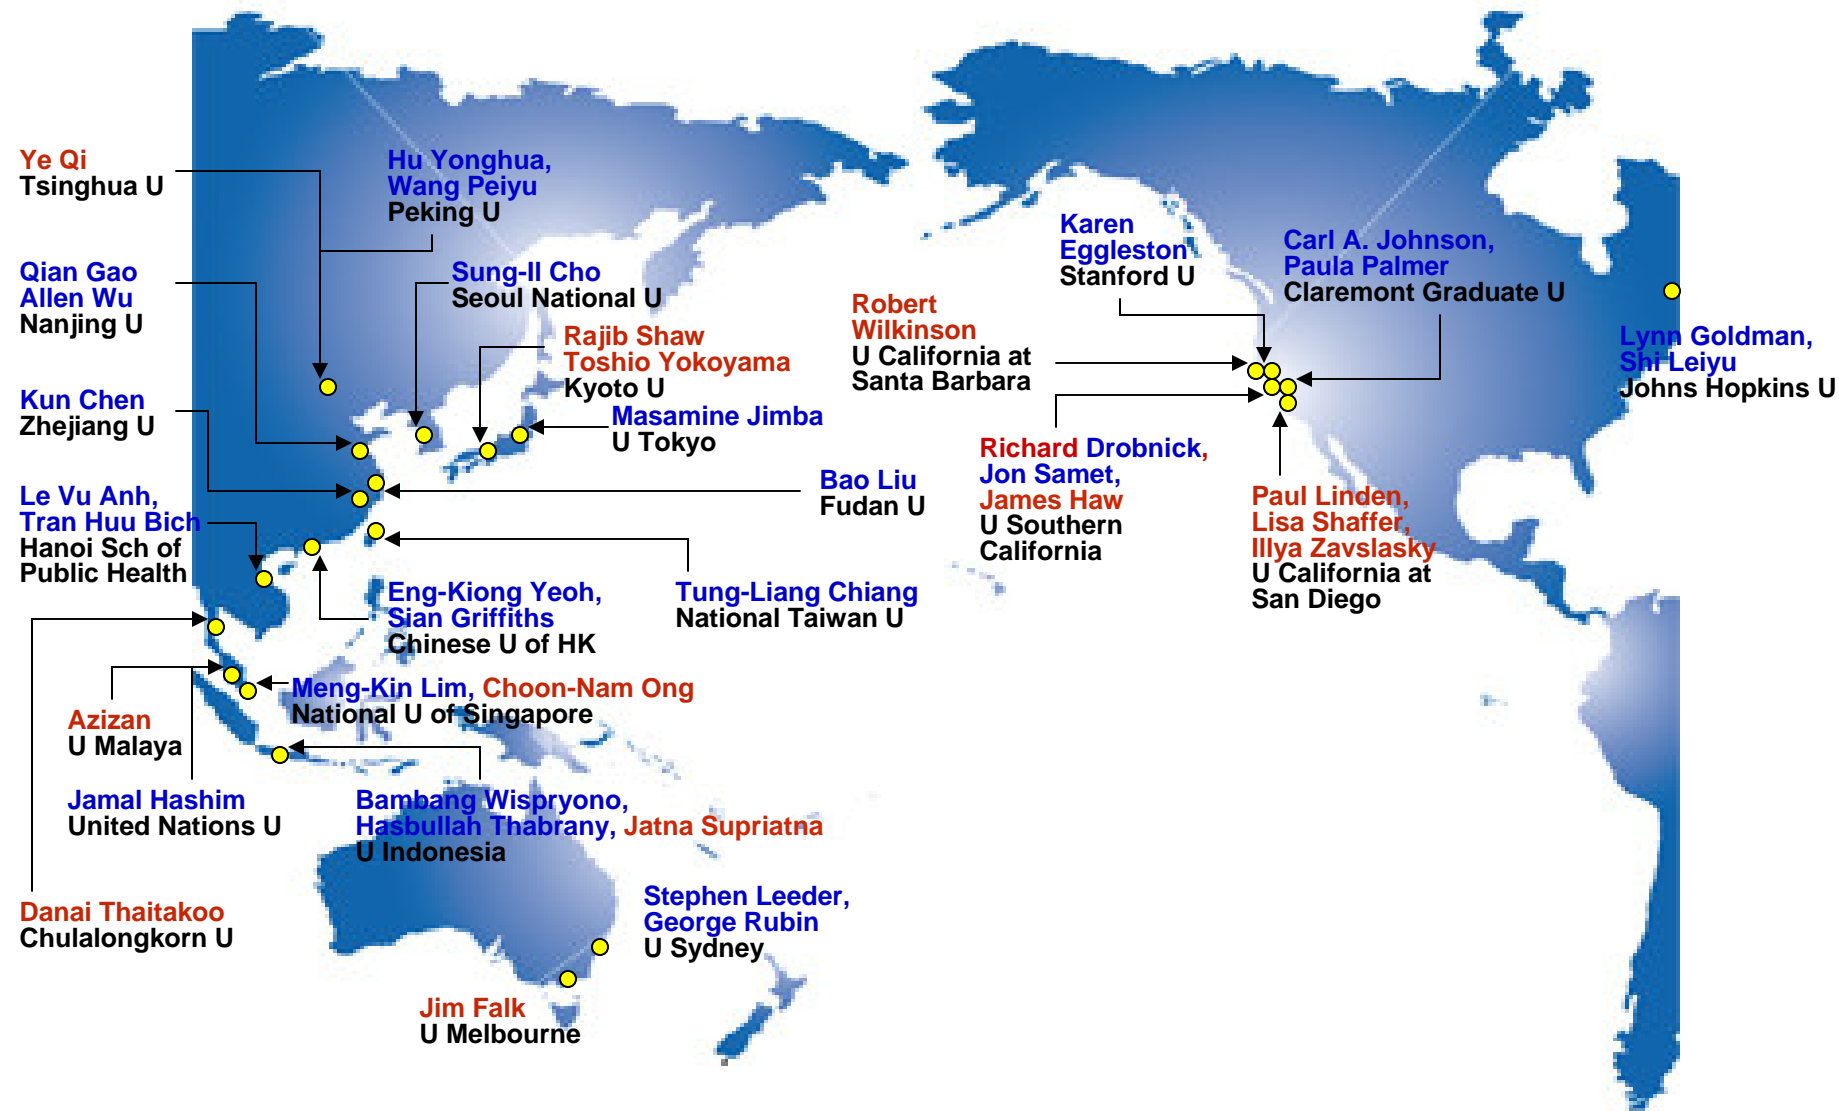 Ye Qi
Tsinghua U
Hu Yonghua,
Wang Peiyu
Peking U
Qian Gao
Allen Wu
Nanjing U
Sung-Il Cho
Seoul National U
Rajib Shaw
Toshio Yokoyama
Kyoto U
Kun Chen
Zhejiang U
Masamine Jimba
U Tokyo
Le Vu Anh,
Tran Huu Bich
Hanoi Sch of
Public Health
Bao Liu
Fudan U
Eng-Kiong Yeoh,
Sian Griffiths
Chinese U of HK
Tung-Liang Chiang
National Taiwan U
Meng-Kin Lim, Choon-Nam Ong
National U of Singapore
Azizan
U Malaya
Jamal Hashim
United Nations U
Bambang Wispryono,
Hasbullah Thabrany, Jatna Supriatna
U Indonesia
Danai Thaitakoo
Chulalongkorn U
Stephen Leeder,
George Rubin
U Sydney
Jim Falk
U Melbourne
Karen
Eggleston
Stanford U
Carl A. Johnson,
Paula Palmer
Claremont Graduate U
Robert
Wilkinson
U California at
Santa Barbara
Lynn Goldman,
Shi Leiyu
Johns Hopkins U
Richard Drobnick,
Jon Samet,
James Haw
U Southern
California
Paul Linden,
Lisa Shaffer,
Illya Zavslasky
U California at
San Diego